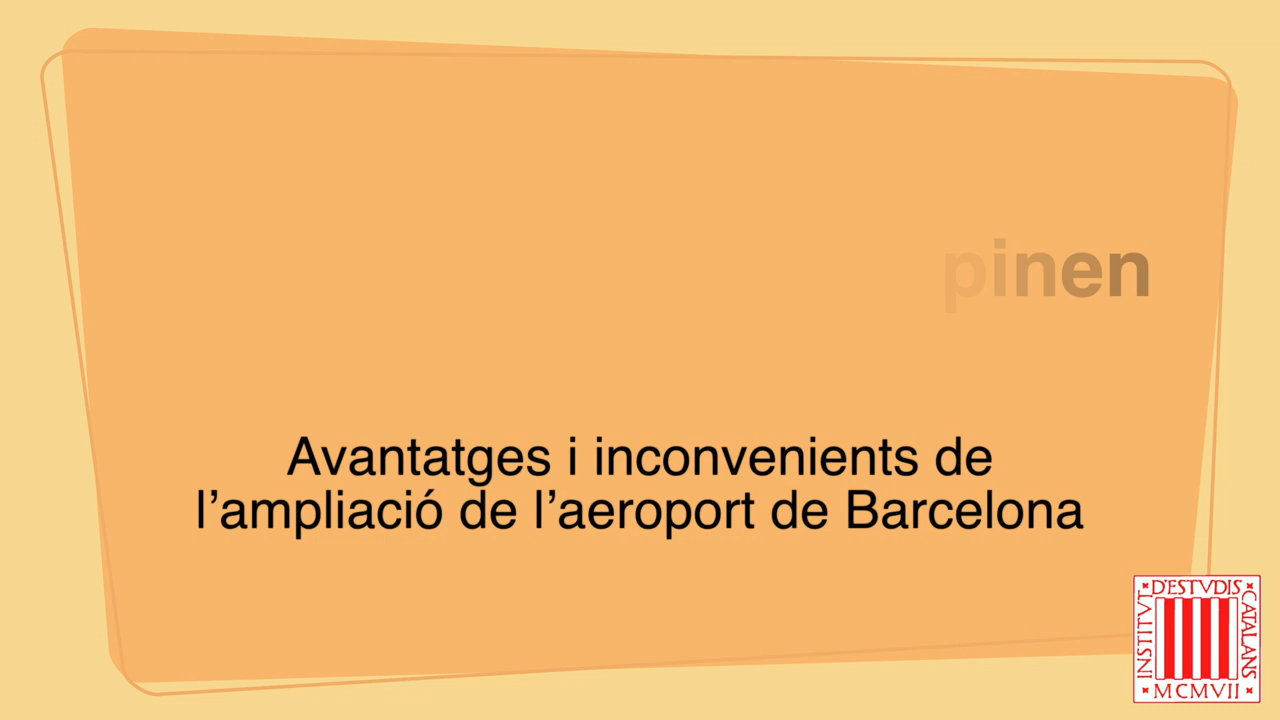 pinen
Avantatges i inconvenients de
l’ampliació de l’aeroport de Barcelona
INSTITVT
D'ESTVDIS
CATALANS
MCMVII